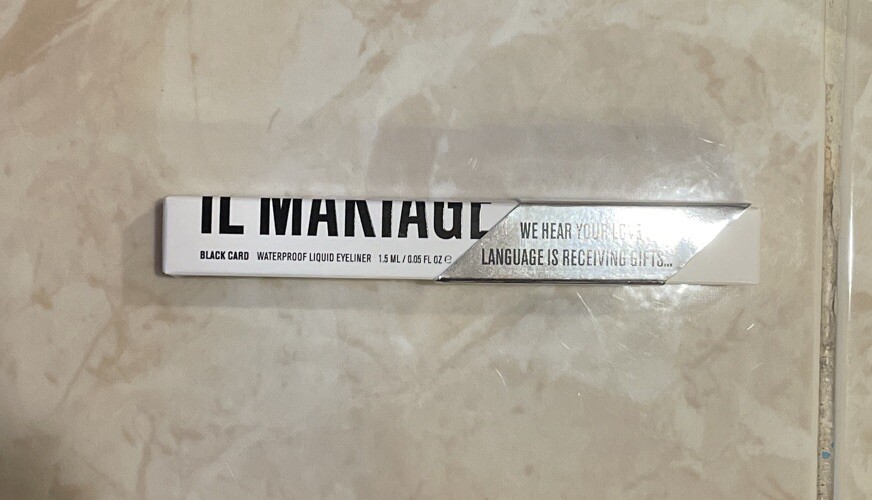 IL MAKIAGE
BLACK CARD WATERPROOF LIQUID EYELINER 1.5 ML / 0.05 FL OZ ℮
WE HEAR YOUR LOVE
LANGUAGE IS RECEIVING GIFTS...